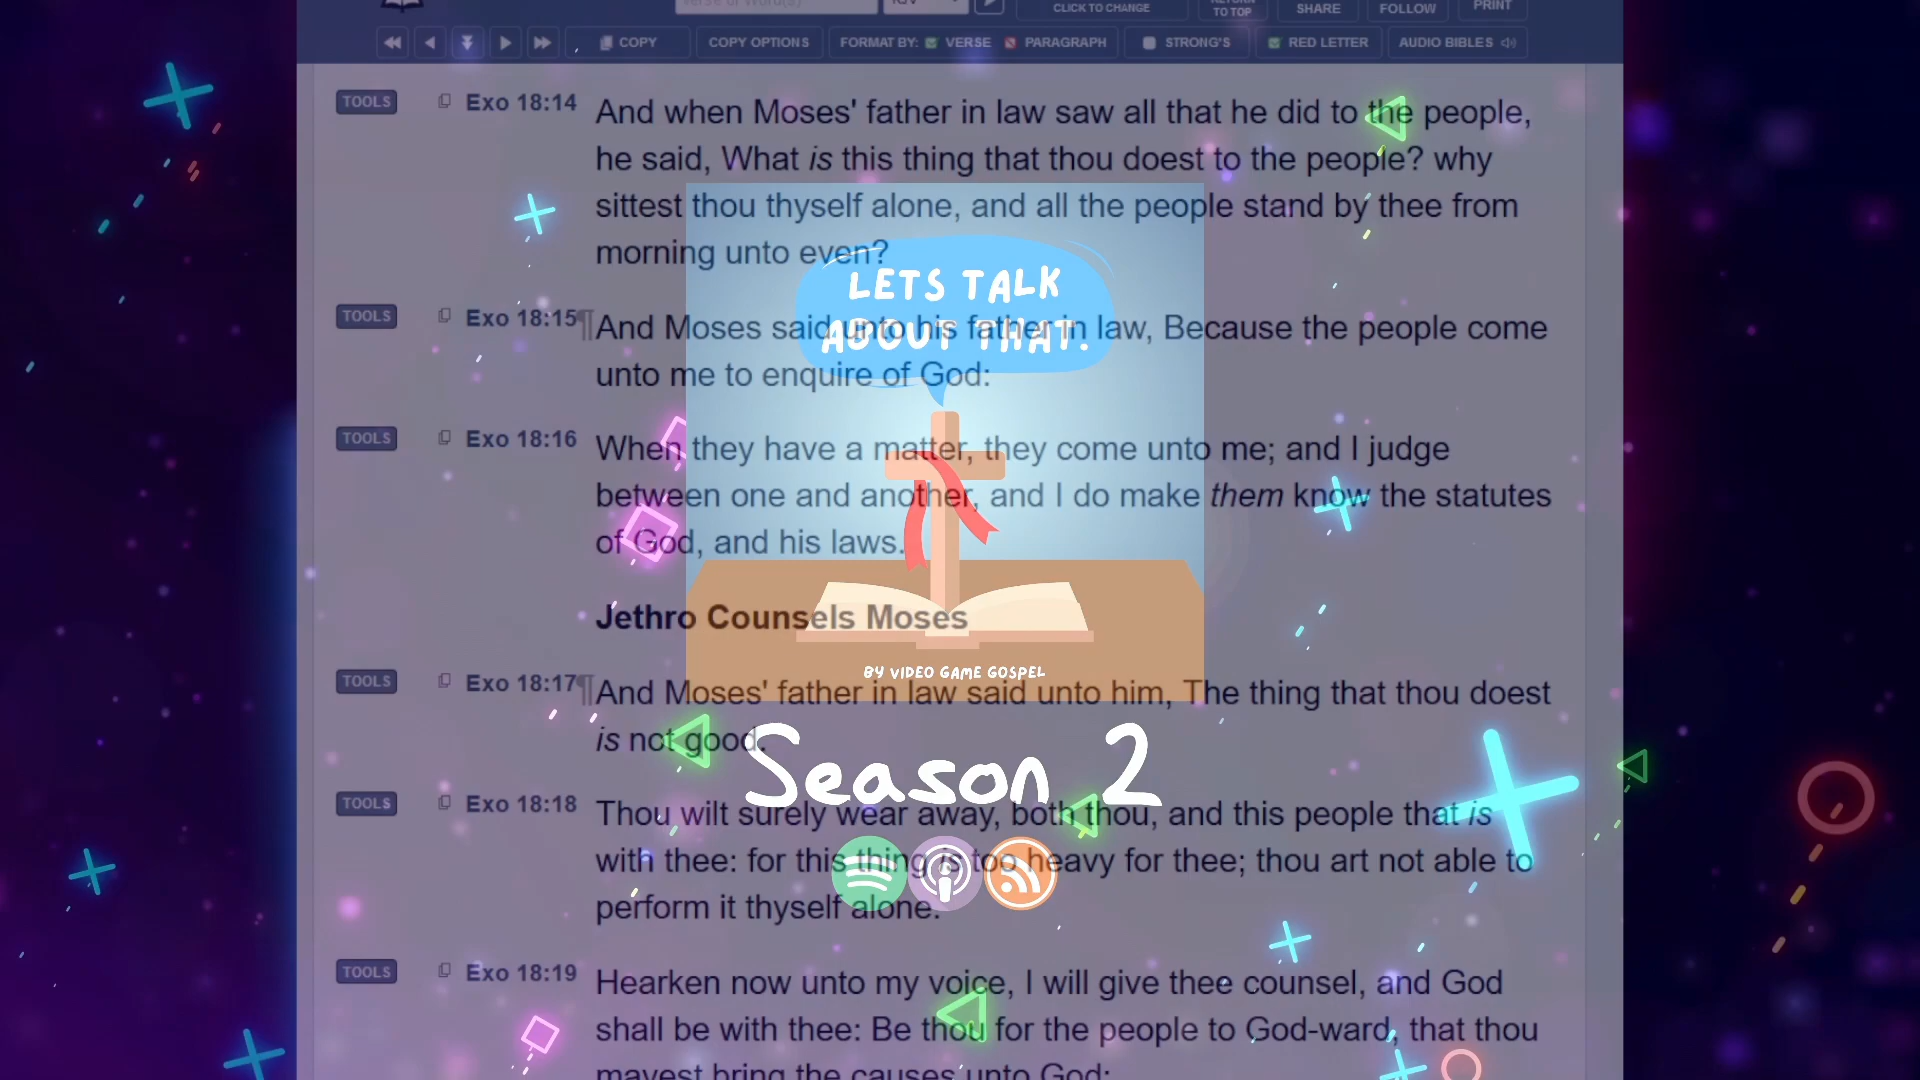 Verse or Word(s)
KJV
CLICK TO CHANGE
RETURN
TO TOP
SHARE
FOLLOW
PRINT
COPY
COPY OPTIONS
FORMAT BY:
VERSE
PARAGRAPH
STRONG'S
RED LETTER
AUDIO BIBLES
TOOLS
Exo 18:14
And when Moses' father in law saw all that he did to the people,
he said, What is this thing that thou doest to the people? why
sittest thou thyself alone, and all the people stand by thee from
morning unto even?
TOOLS
Exo 18:15
¶And Moses said unto his father in law, Because the people come
unto me to enquire of God:
TOOLS
Exo 18:16
When they have a matter, they come unto me; and I judge
between one and another, and I do make them know the statutes
of God, and his laws.
Jethro Counsels Moses
TOOLS
Exo 18:17
¶And Moses' father in law said unto him, The thing that thou doest
is not good.
TOOLS
Exo 18:18
Thou wilt surely wear away, both thou, and this people that is
with thee: for this thing is too heavy for thee; thou art not able to
perform it thyself alone.
TOOLS
Exo 18:19
Hearken now unto my voice, I will give thee counsel, and God
shall be with thee: Be thou for the people to God-ward, that thou
mayest bring the causes unto God:
LETS TALK
ABOUT THAT.
BY VIDEO GAME GOSPEL
Season 2